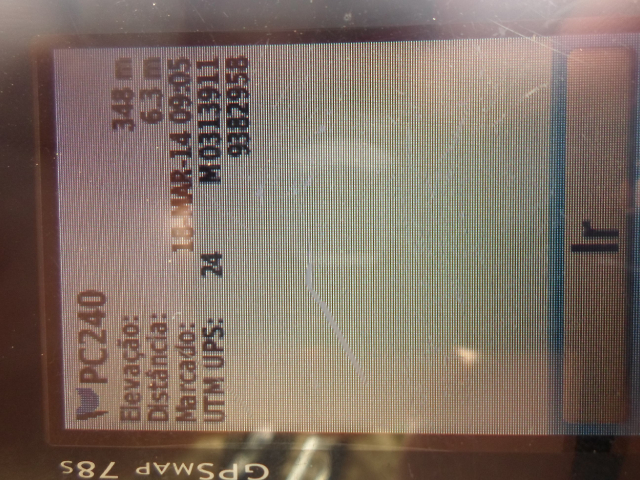 PC240
Elevação: 348 m
Distância: 6.3 m
Marcado: 18-MAR-14 09:05
UTM UPS: 24 M 0313911
9382958
Ir
GPSMAP 78S